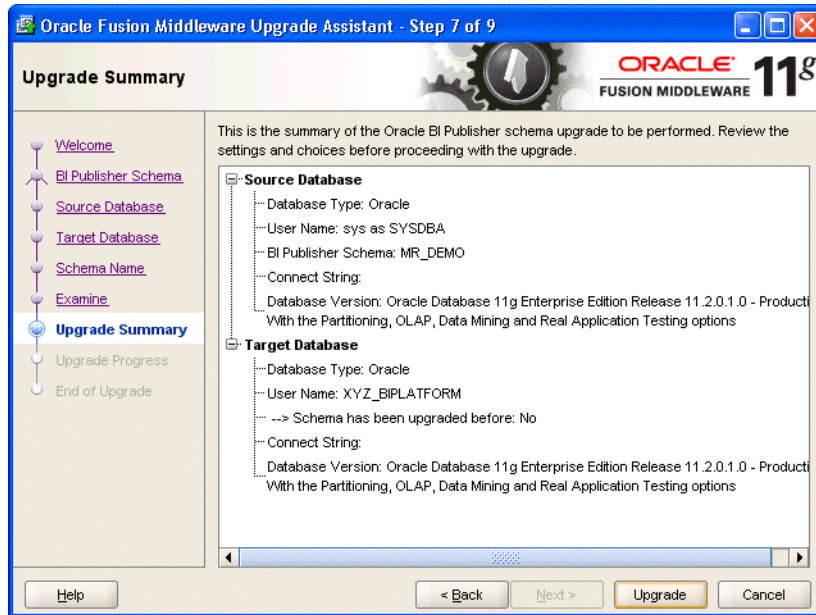 Oracle Fusion Middleware Upgrade Assistant - Step 7 of 9
Upgrade Summary
ORACLE®
FUSION MIDDLEWARE 11g
Welcome
BI Publisher Schema
Source Database
Target Database
Schema Name
Examine
Upgrade Summary
Upgrade Progress
End of Upgrade
This is the summary of the Oracle BI Publisher schema upgrade to be performed. Review the
settings and choices before proceeding with the upgrade.
Source Database
Database Type: Oracle
User Name: sys as SYSDBA
BI Publisher Schema: MR_DEMO
Connect String:
Database Version: Oracle Database 11g Enterprise Edition Release 11.2.0.1.0 - Producti
With the Partitioning, OLAP, Data Mining and Real Application Testing options
Target Database
Database Type: Oracle
User Name: XYZ_BIPLATFORM
--> Schema has been upgraded before: No
Connect String:
Database Version: Oracle Database 11g Enterprise Edition Release 11.2.0.1.0 - Producti
With the Partitioning, OLAP, Data Mining and Real Application Testing options
Help
< Back
Next >
Upgrade
Cancel